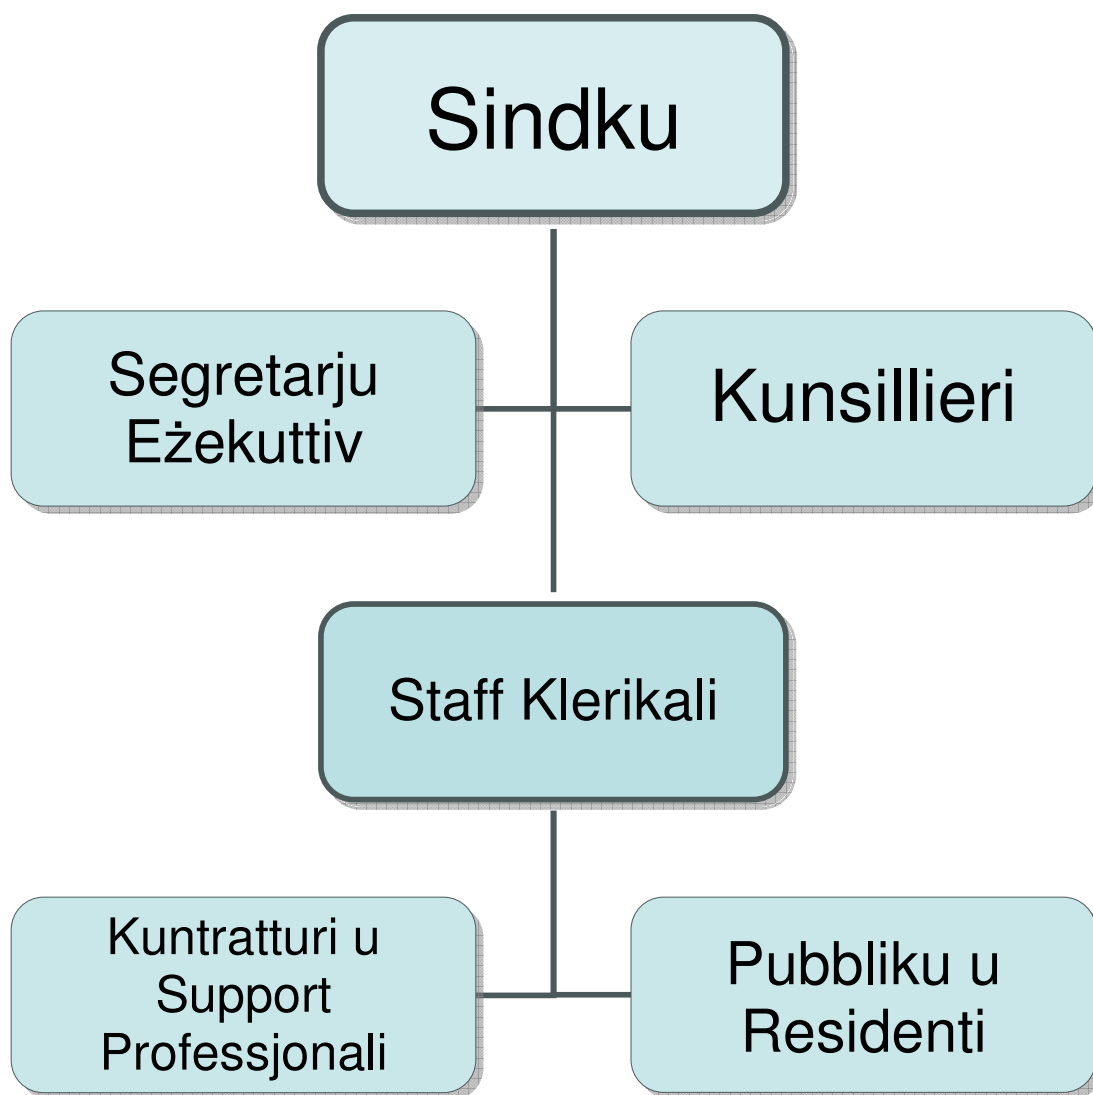 Sindku
Segretarju
Eżekuttiv
Kunsillieri
Staff Klerikali
Kuntratturi u
Support
Professjonali
Pubbliku u
Residenti